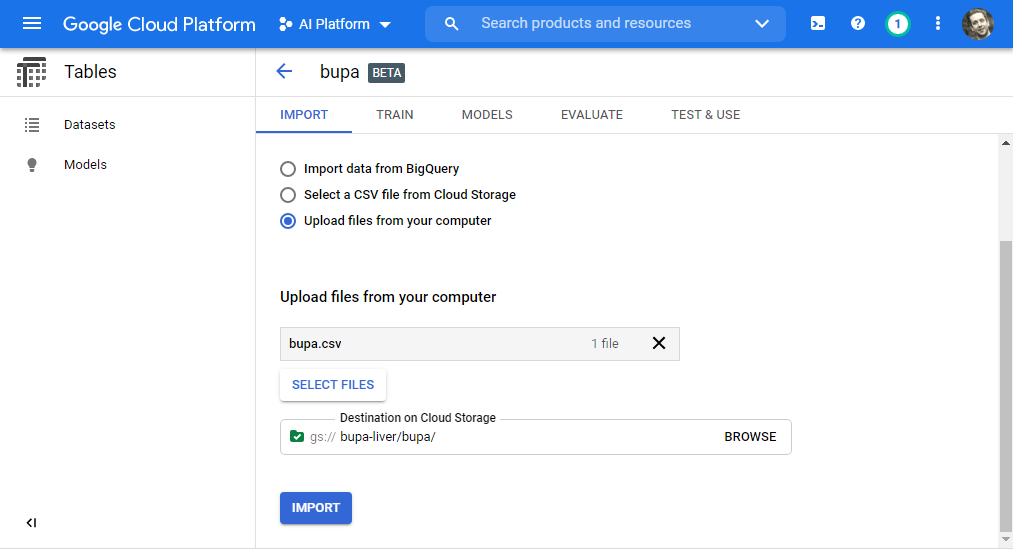 Google Cloud Platform AI Platform Search products and resources 1
Tables bupa BETA
IMPORT TRAIN MODELS EVALUATE TEST & USE
Datasets
Models
Import data from BigQuery
Select a CSV file from Cloud Storage
Upload files from your computer
Upload files from your computer
bupa.csv 1 file
SELECT FILES
Destination on Cloud Storage
gs:// bupa-liver/bupa/ BROWSE
IMPORT